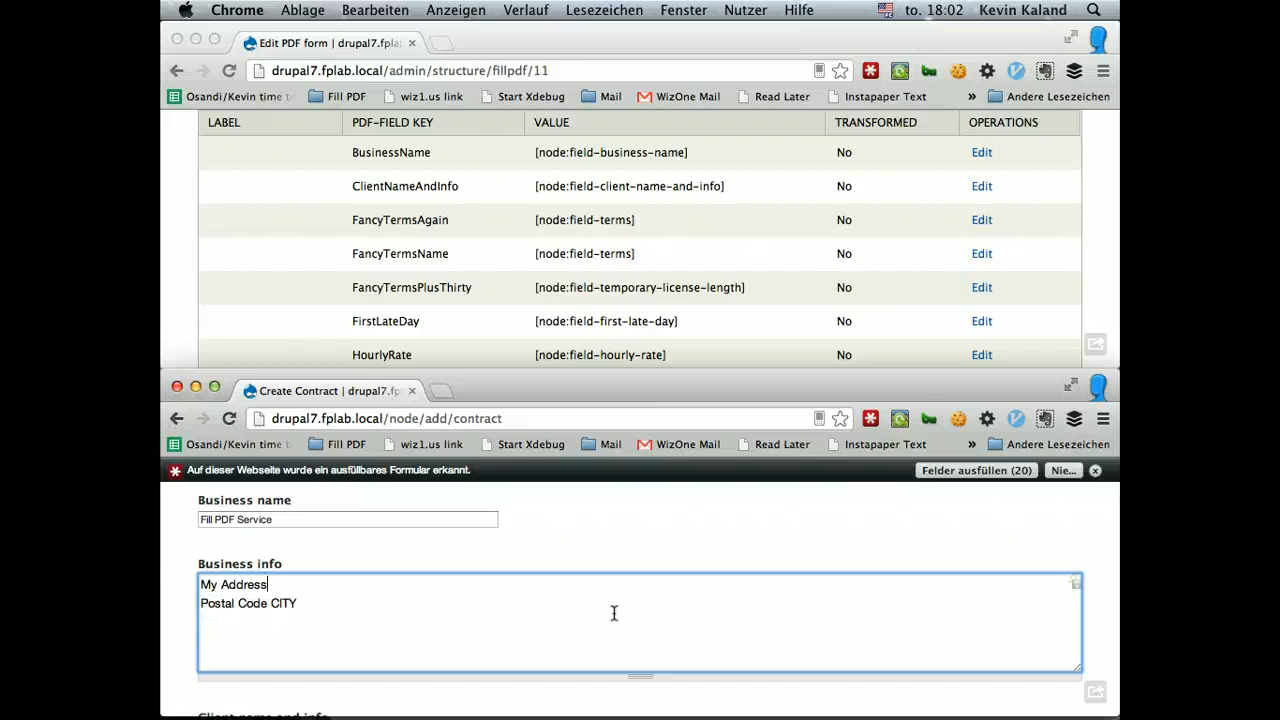 Chrome Ablage Bearbeiten Anzeigen Verlauf Lesezeichen Fenster Nutzer Hilfe to. 18:02 Kevin Kaland
Edit PDF form | drupal7.fplab
drupal7.fplab.local/admin/structure/fillpdf/11
Osandi/Kevin time t Fill PDF wiz1.us link Start Xdebug Mail WizOne Mail Read Later Instapaper Text » Andere Lesezeichen
LABEL PDF-FIELD KEY VALUE TRANSFORMED OPERATIONS
BusinessName [node:field-business-name] No Edit
ClientNameAndInfo [node:field-client-name-and-info] No Edit
FancyTermsAgain [node:field-terms] No Edit
FancyTermsName [node:field-terms] No Edit
FancyTermsPlusThirty [node:field-temporary-license-length] No Edit
FirstLateDay [node:field-first-late-day] No Edit
HourlyRate [node:field-hourly-rate] No Edit
Create Contract | drupal7.fp
drupal7.fplab.local/node/add/contract
Osandi/Kevin time t Fill PDF wiz1.us link Start Xdebug Mail WizOne Mail Read Later Instapaper Text » Andere Lesezeichen
Auf dieser Webseite wurde ein ausfüllbares Formular erkannt. Felder ausfüllen (20) Nie...
Business name
Fill PDF Service
Business info
My Address
Postal Code CITY
Client name and info